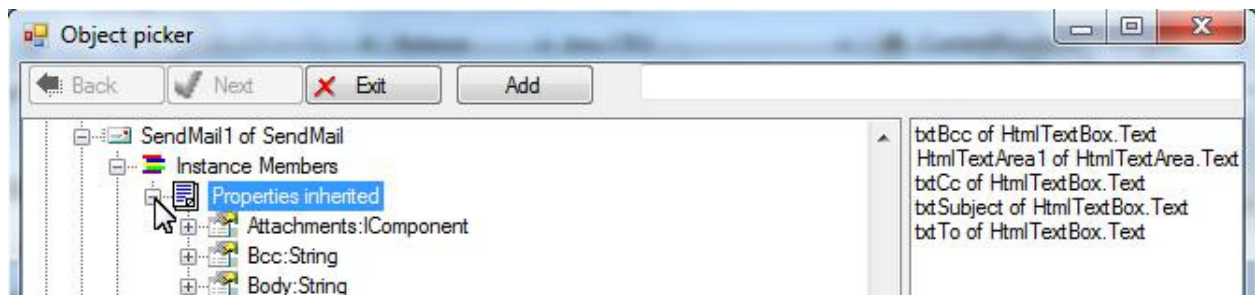 Object picker
Back Next Exit Add
SendMail1 of SendMail
Instance Members
Properties inherited
Attachments:IComponent
Bcc:String
Body:String
txtBcc of HtmlTextBox.Text
HtmlTextArea1 of HtmlTextArea.Text
txtCc of HtmlTextBox.Text
txtSubject of HtmlTextBox.Text
txtTo of HtmlTextBox.Text